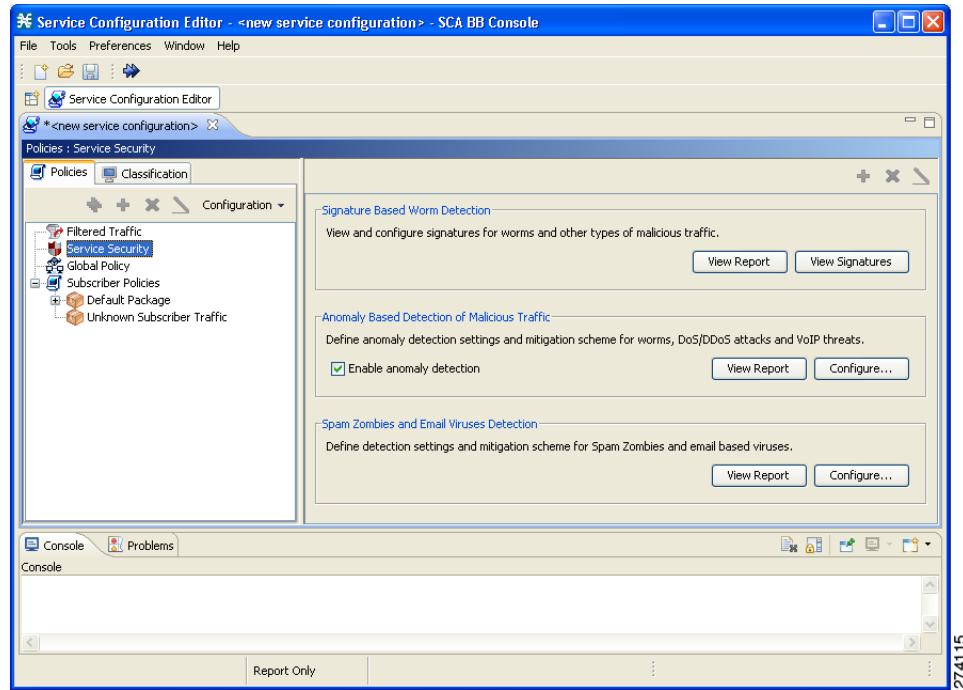 Service Configuration Editor - <new service configuration> - SCA BB Console
File Tools Preferences Window Help
Service Configuration Editor
*<new service configuration>
Policies : Service Security
Policies Classification
Configuration
Filtered Traffic
Service Security
Global Policy
Subscriber Policies
Default Package
Unknown Subscriber Traffic
Signature Based Worm Detection
View and configure signatures for worms and other types of malicious traffic.
View Report View Signatures
Anomaly Based Detection of Malicious Traffic
Define anomaly detection settings and mitigation scheme for worms, DoS/DDoS attacks and VoIP threats.
Enable anomaly detection View Report Configure...
Spam Zombies and Email Viruses Detection
Define detection settings and mitigation scheme for Spam Zombies and email based viruses.
View Report Configure...
Console Problems
Console
Report Only
274115